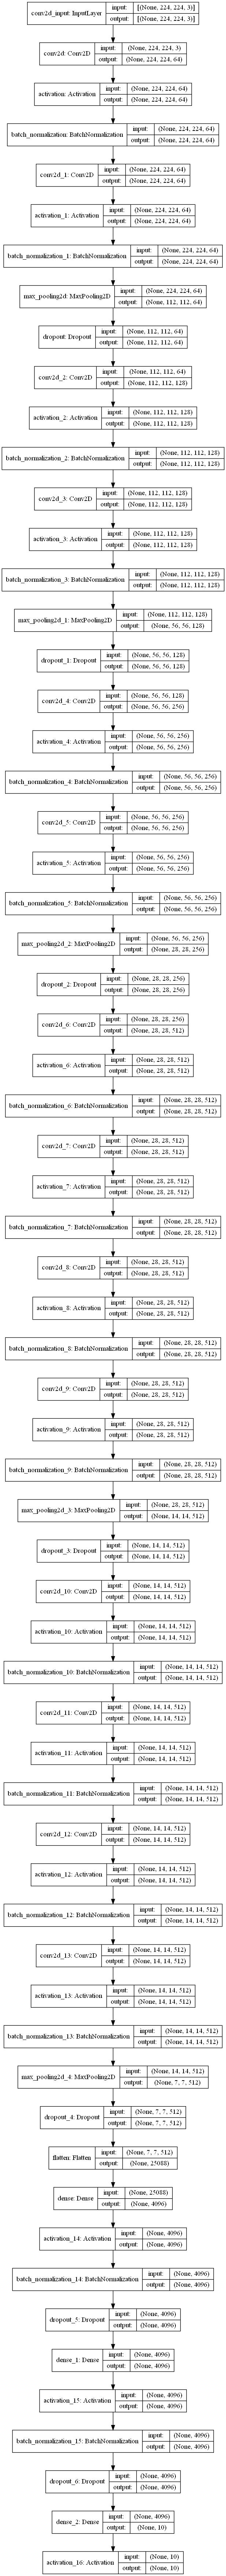 conv2d_input: InputLayer
input: [(None, 224, 224, 3)]
output: [(None, 224, 224, 3)]
conv2d: Conv2D
input: (None, 224, 224, 3)
output: (None, 224, 224, 64)
activation: Activation
input: (None, 224, 224, 64)
output: (None, 224, 224, 64)
batch_normalization: BatchNormalization
input: (None, 224, 224, 64)
output: (None, 224, 224, 64)
conv2d_1: Conv2D
input: (None, 224, 224, 64)
output: (None, 224, 224, 64)
activation_1: Activation
input: (None, 224, 224, 64)
output: (None, 224, 224, 64)
batch_normalization_1: BatchNormalization
input: (None, 224, 224, 64)
output: (None, 224, 224, 64)
max_pooling2d: MaxPooling2D
input: (None, 224, 224, 64)
output: (None, 112, 112, 64)
dropout: Dropout
input: (None, 112, 112, 64)
output: (None, 112, 112, 64)
conv2d_2: Conv2D
input: (None, 112, 112, 64)
output: (None, 112, 112, 128)
activation_2: Activation
input: (None, 112, 112, 128)
output: (None, 112, 112, 128)
batch_normalization_2: BatchNormalization
input: (None, 112, 112, 128)
output: (None, 112, 112, 128)
conv2d_3: Conv2D
input: (None, 112, 112, 128)
output: (None, 112, 112, 128)
activation_3: Activation
input: (None, 112, 112, 128)
output: (None, 112, 112, 128)
batch_normalization_3: BatchNormalization
input: (None, 112, 112, 128)
output: (None, 112, 112, 128)
max_pooling2d_1: MaxPooling2D
input: (None, 112, 112, 128)
output: (None, 56, 56, 128)
dropout_1: Dropout
input: (None, 56, 56, 128)
output: (None, 56, 56, 128)
conv2d_4: Conv2D
input: (None, 56, 56, 128)
output: (None, 56, 56, 256)
activation_4: Activation
input: (None, 56, 56, 256)
output: (None, 56, 56, 256)
batch_normalization_4: BatchNormalization
input: (None, 56, 56, 256)
output: (None, 56, 56, 256)
conv2d_5: Conv2D
input: (None, 56, 56, 256)
output: (None, 56, 56, 256)
activation_5: Activation
input: (None, 56, 56, 256)
output: (None, 56, 56, 256)
batch_normalization_5: BatchNormalization
input: (None, 56, 56, 256)
output: (None, 56, 56, 256)
max_pooling2d_2: MaxPooling2D
input: (None, 56, 56, 256)
output: (None, 28, 28, 256)
dropout_2: Dropout
input: (None, 28, 28, 256)
output: (None, 28, 28, 256)
conv2d_6: Conv2D
input: (None, 28, 28, 256)
output: (None, 28, 28, 512)
activation_6: Activation
input: (None, 28, 28, 512)
output: (None, 28, 28, 512)
batch_normalization_6: BatchNormalization
input: (None, 28, 28, 512)
output: (None, 28, 28, 512)
conv2d_7: Conv2D
input: (None, 28, 28, 512)
output: (None, 28, 28, 512)
activation_7: Activation
input: (None, 28, 28, 512)
output: (None, 28, 28, 512)
batch_normalization_7: BatchNormalization
input: (None, 28, 28, 512)
output: (None, 28, 28, 512)
conv2d_8: Conv2D
input: (None, 28, 28, 512)
output: (None, 28, 28, 512)
activation_8: Activation
input: (None, 28, 28, 512)
output: (None, 28, 28, 512)
batch_normalization_8: BatchNormalization
input: (None, 28, 28, 512)
output: (None, 28, 28, 512)
conv2d_9: Conv2D
input: (None, 28, 28, 512)
output: (None, 28, 28, 512)
activation_9: Activation
input: (None, 28, 28, 512)
output: (None, 28, 28, 512)
batch_normalization_9: BatchNormalization
input: (None, 28, 28, 512)
output: (None, 28, 28, 512)
max_pooling2d_3: MaxPooling2D
input: (None, 28, 28, 512)
output: (None, 14, 14, 512)
dropout_3: Dropout
input: (None, 14, 14, 512)
output: (None, 14, 14, 512)
conv2d_10: Conv2D
input: (None, 14, 14, 512)
output: (None, 14, 14, 512)
activation_10: Activation
input: (None, 14, 14, 512)
output: (None, 14, 14, 512)
batch_normalization_10: BatchNormalization
input: (None, 14, 14, 512)
output: (None, 14, 14, 512)
conv2d_11: Conv2D
input: (None, 14, 14, 512)
output: (None, 14, 14, 512)
activation_11: Activation
input: (None, 14, 14, 512)
output: (None, 14, 14, 512)
batch_normalization_11: BatchNormalization
input: (None, 14, 14, 512)
output: (None, 14, 14, 512)
conv2d_12: Conv2D
input: (None, 14, 14, 512)
output: (None, 14, 14, 512)
activation_12: Activation
input: (None, 14, 14, 512)
output: (None, 14, 14, 512)
batch_normalization_12: BatchNormalization
input: (None, 14, 14, 512)
output: (None, 14, 14, 512)
conv2d_13: Conv2D
input: (None, 14, 14, 512)
output: (None, 14, 14, 512)
activation_13: Activation
input: (None, 14, 14, 512)
output: (None, 14, 14, 512)
batch_normalization_13: BatchNormalization
input: (None, 14, 14, 512)
output: (None, 14, 14, 512)
max_pooling2d_4: MaxPooling2D
input: (None, 14, 14, 512)
output: (None, 7, 7, 512)
dropout_4: Dropout
input: (None, 7, 7, 512)
output: (None, 7, 7, 512)
flatten: Flatten
input: (None, 7, 7, 512)
output: (None, 25088)
dense: Dense
input: (None, 25088)
output: (None, 4096)
activation_14: Activation
input: (None, 4096)
output: (None, 4096)
batch_normalization_14: BatchNormalization
input: (None, 4096)
output: (None, 4096)
dropout_5: Dropout
input: (None, 4096)
output: (None, 4096)
dense_1: Dense
input: (None, 4096)
output: (None, 4096)
activation_15: Activation
input: (None, 4096)
output: (None, 4096)
batch_normalization_15: BatchNormalization
input: (None, 4096)
output: (None, 4096)
dropout_6: Dropout
input: (None, 4096)
output: (None, 4096)
dense_2: Dense
input: (None, 4096)
output: (None, 10)
activation_16: Activation
input: (None, 10)
output: (None, 10)